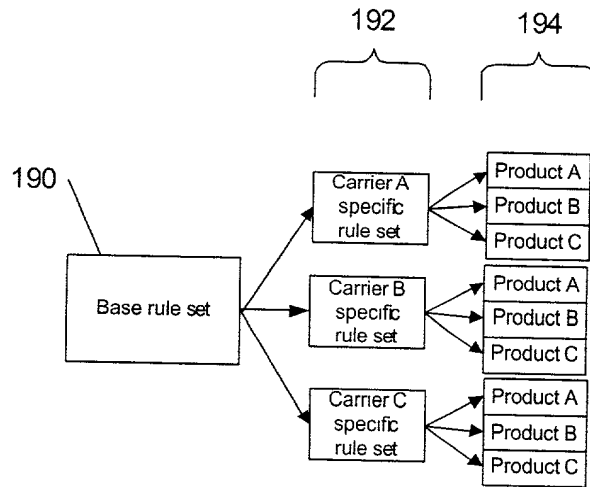 192
194
190
Base rule set
Carrier A
specific
rule set
Product A
Product B
Product C
Carrier B
specific
rule set
Product A
Product B
Product C
Carrier C
specific
rule set
Product A
Product B
Product C